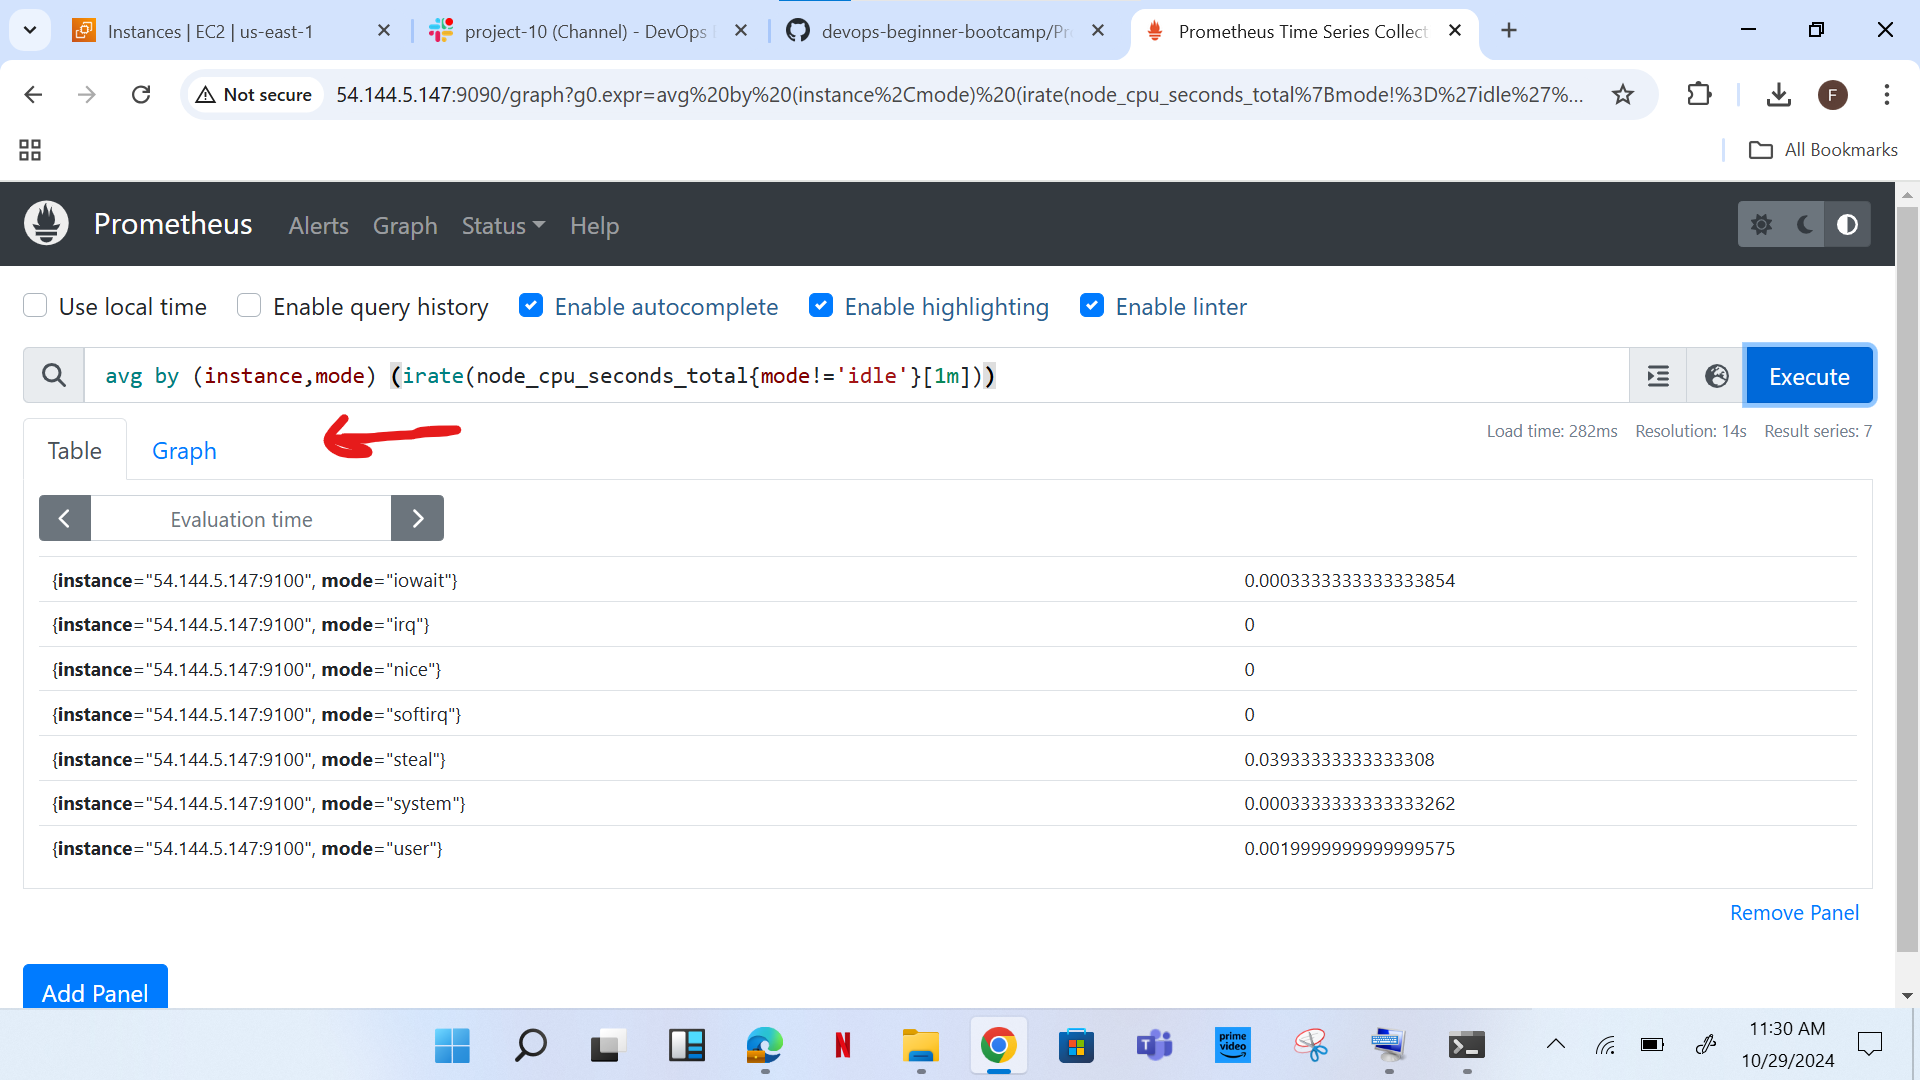 Instances | EC2 | us-east-1
project-10 (Channel) - DevOps
devops-beginner-bootcamp/Pr
Prometheus Time Series Collect
Not secure
54.144.5.147:9090/graph?g0.expr=avg%20by%20(instance%2Cmode)%20(irate(node_cpu_seconds_total%7Bmode!%3D%27idle%27%...
F
All Bookmarks
Prometheus
Alerts
Graph
Status
Help
Use local time
Enable query history
Enable autocomplete
Enable highlighting
Enable linter
avg by (instance,mode) (irate(node_cpu_seconds_total{mode!='idle'}[1m]))
Execute
Table
Graph
Load time: 282ms
Resolution: 14s
Result series: 7
Evaluation time
{instance="54.144.5.147:9100", mode="iowait"} 0.0003333333333333854
{instance="54.144.5.147:9100", mode="irq"} 0
{instance="54.144.5.147:9100", mode="nice"} 0
{instance="54.144.5.147:9100", mode="softirq"} 0
{instance="54.144.5.147:9100", mode="steal"} 0.03933333333333308
{instance="54.144.5.147:9100", mode="system"} 0.0003333333333333262
{instance="54.144.5.147:9100", mode="user"} 0.0019999999999999575
Remove Panel
Add Panel
N
T
prime video
11:30 AM
10/29/2024